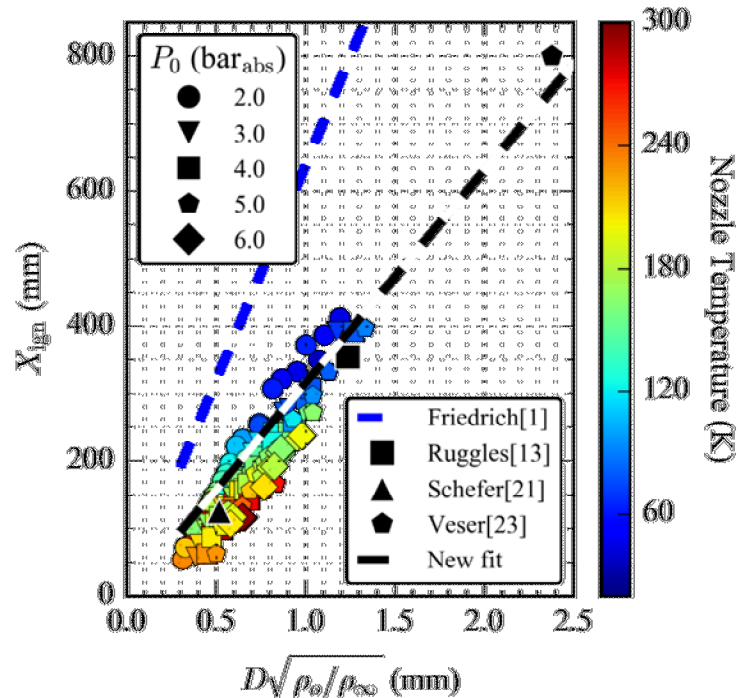 P₀ (bar_abs)
2.0
3.0
4.0
5.0
6.0
Friedrich[1]
Ruggles[13]
Schefer[21]
Veser[23]
New fit
X_ign (mm)
800
600
400
200
0
0.0 0.5 1.0 1.5 2.0 2.5
D√ρₒ/ρ∞ (mm)
300
240
180
120
60
Nozzle Temperature (K)